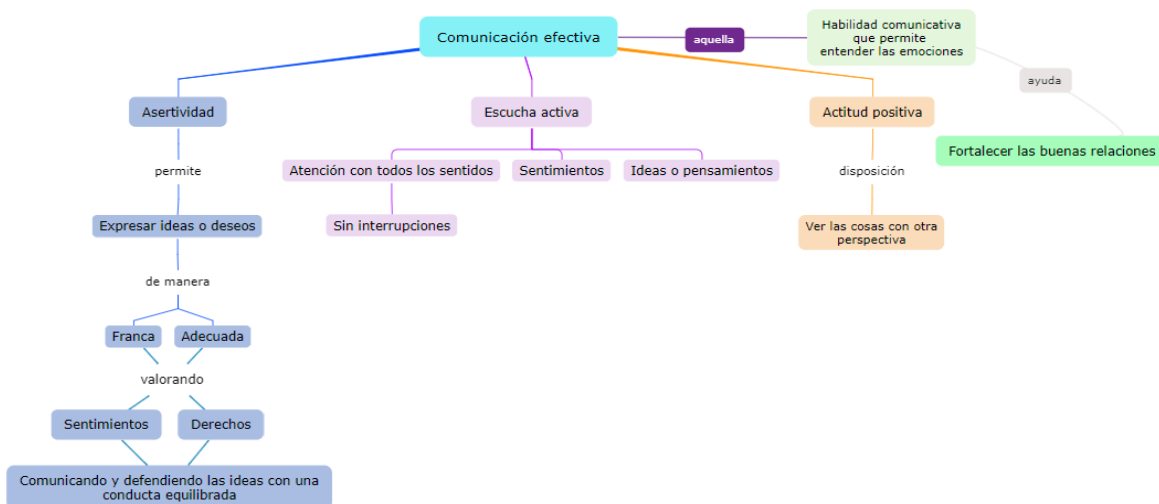 Comunicación efectiva
aquella
Habilidad comunicativa
que permite
entender las emociones
ayuda
Fortalecer las buenas relaciones
Asertividad
Escucha activa
Actitud positiva
permite
Atención con todos los sentidos
Sentimientos
Ideas o pensamientos
disposición
Expresar ideas o deseos
Sin interrupciones
Ver las cosas con otra
perspectiva
de manera
Franca
Adecuada
valorando
Sentimientos
Derechos
Comunicando y defendiendo las ideas con una
conducta equilibrada